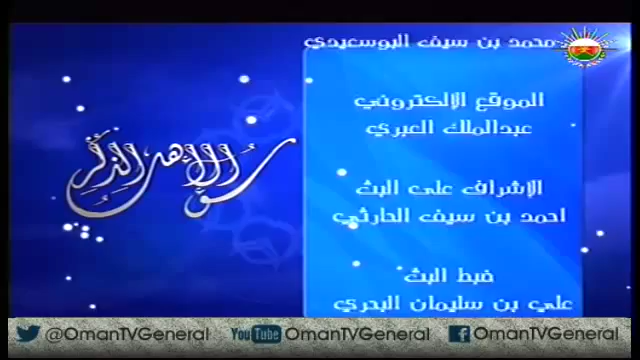 محمد بن سيف البوسعيدي
الموقع الإلكتروني
عبدالملك العبري
سؤال أهل الذكر
الإشراف على البث
احمد بن سيف الحارثي
ضبط البث
علي بن سليمان البحري
@OmanTVGeneral
YouTube OmanTVGeneral
f OmanTVGeneral